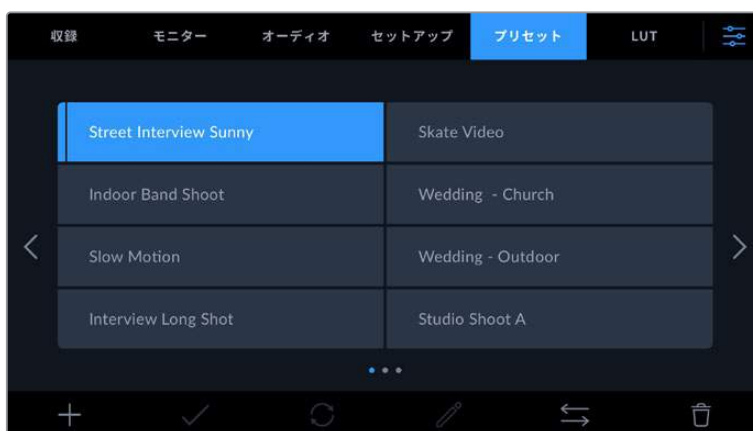 収録 モニター オーディオ セットアップ プリセット LUT
Street Interview Sunny Skate Video
Indoor Band Shoot Wedding - Church
Slow Motion Wedding - Outdoor
Interview Long Shot Studio Shoot A